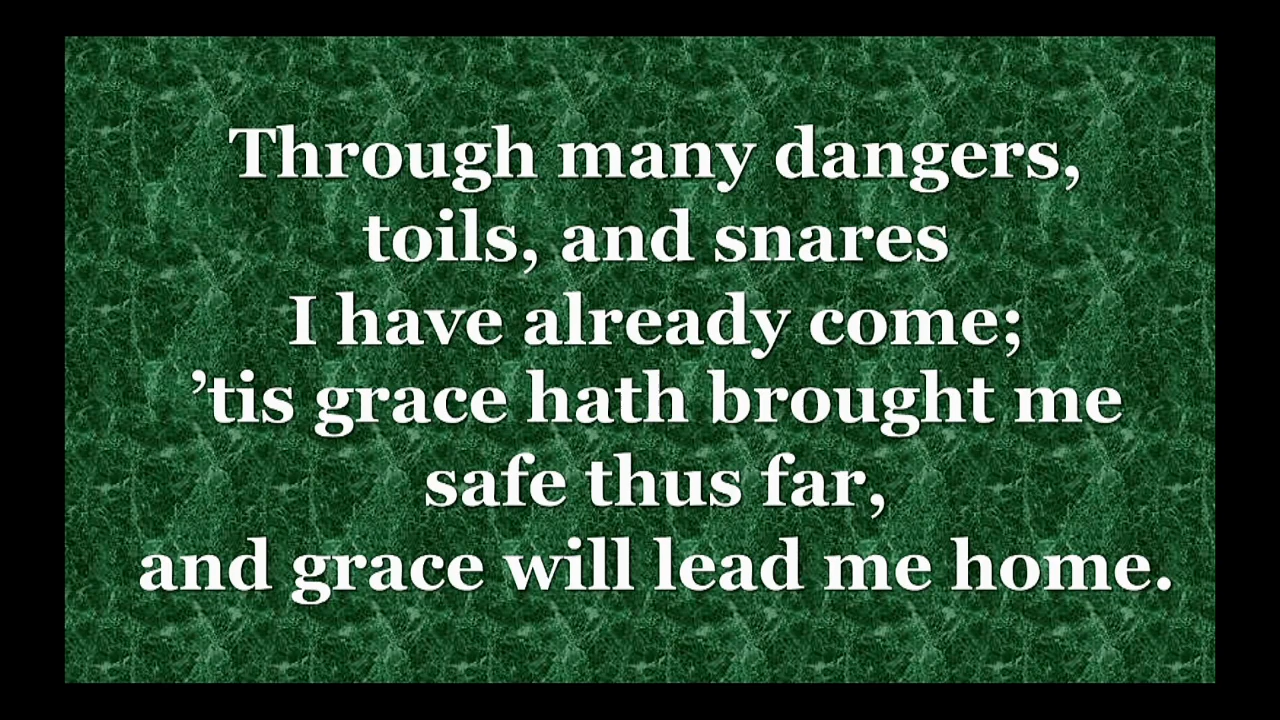 Through many dangers,
toils, and snares
I have already come;
’tis grace hath brought me
safe thus far,
and grace will lead me home.